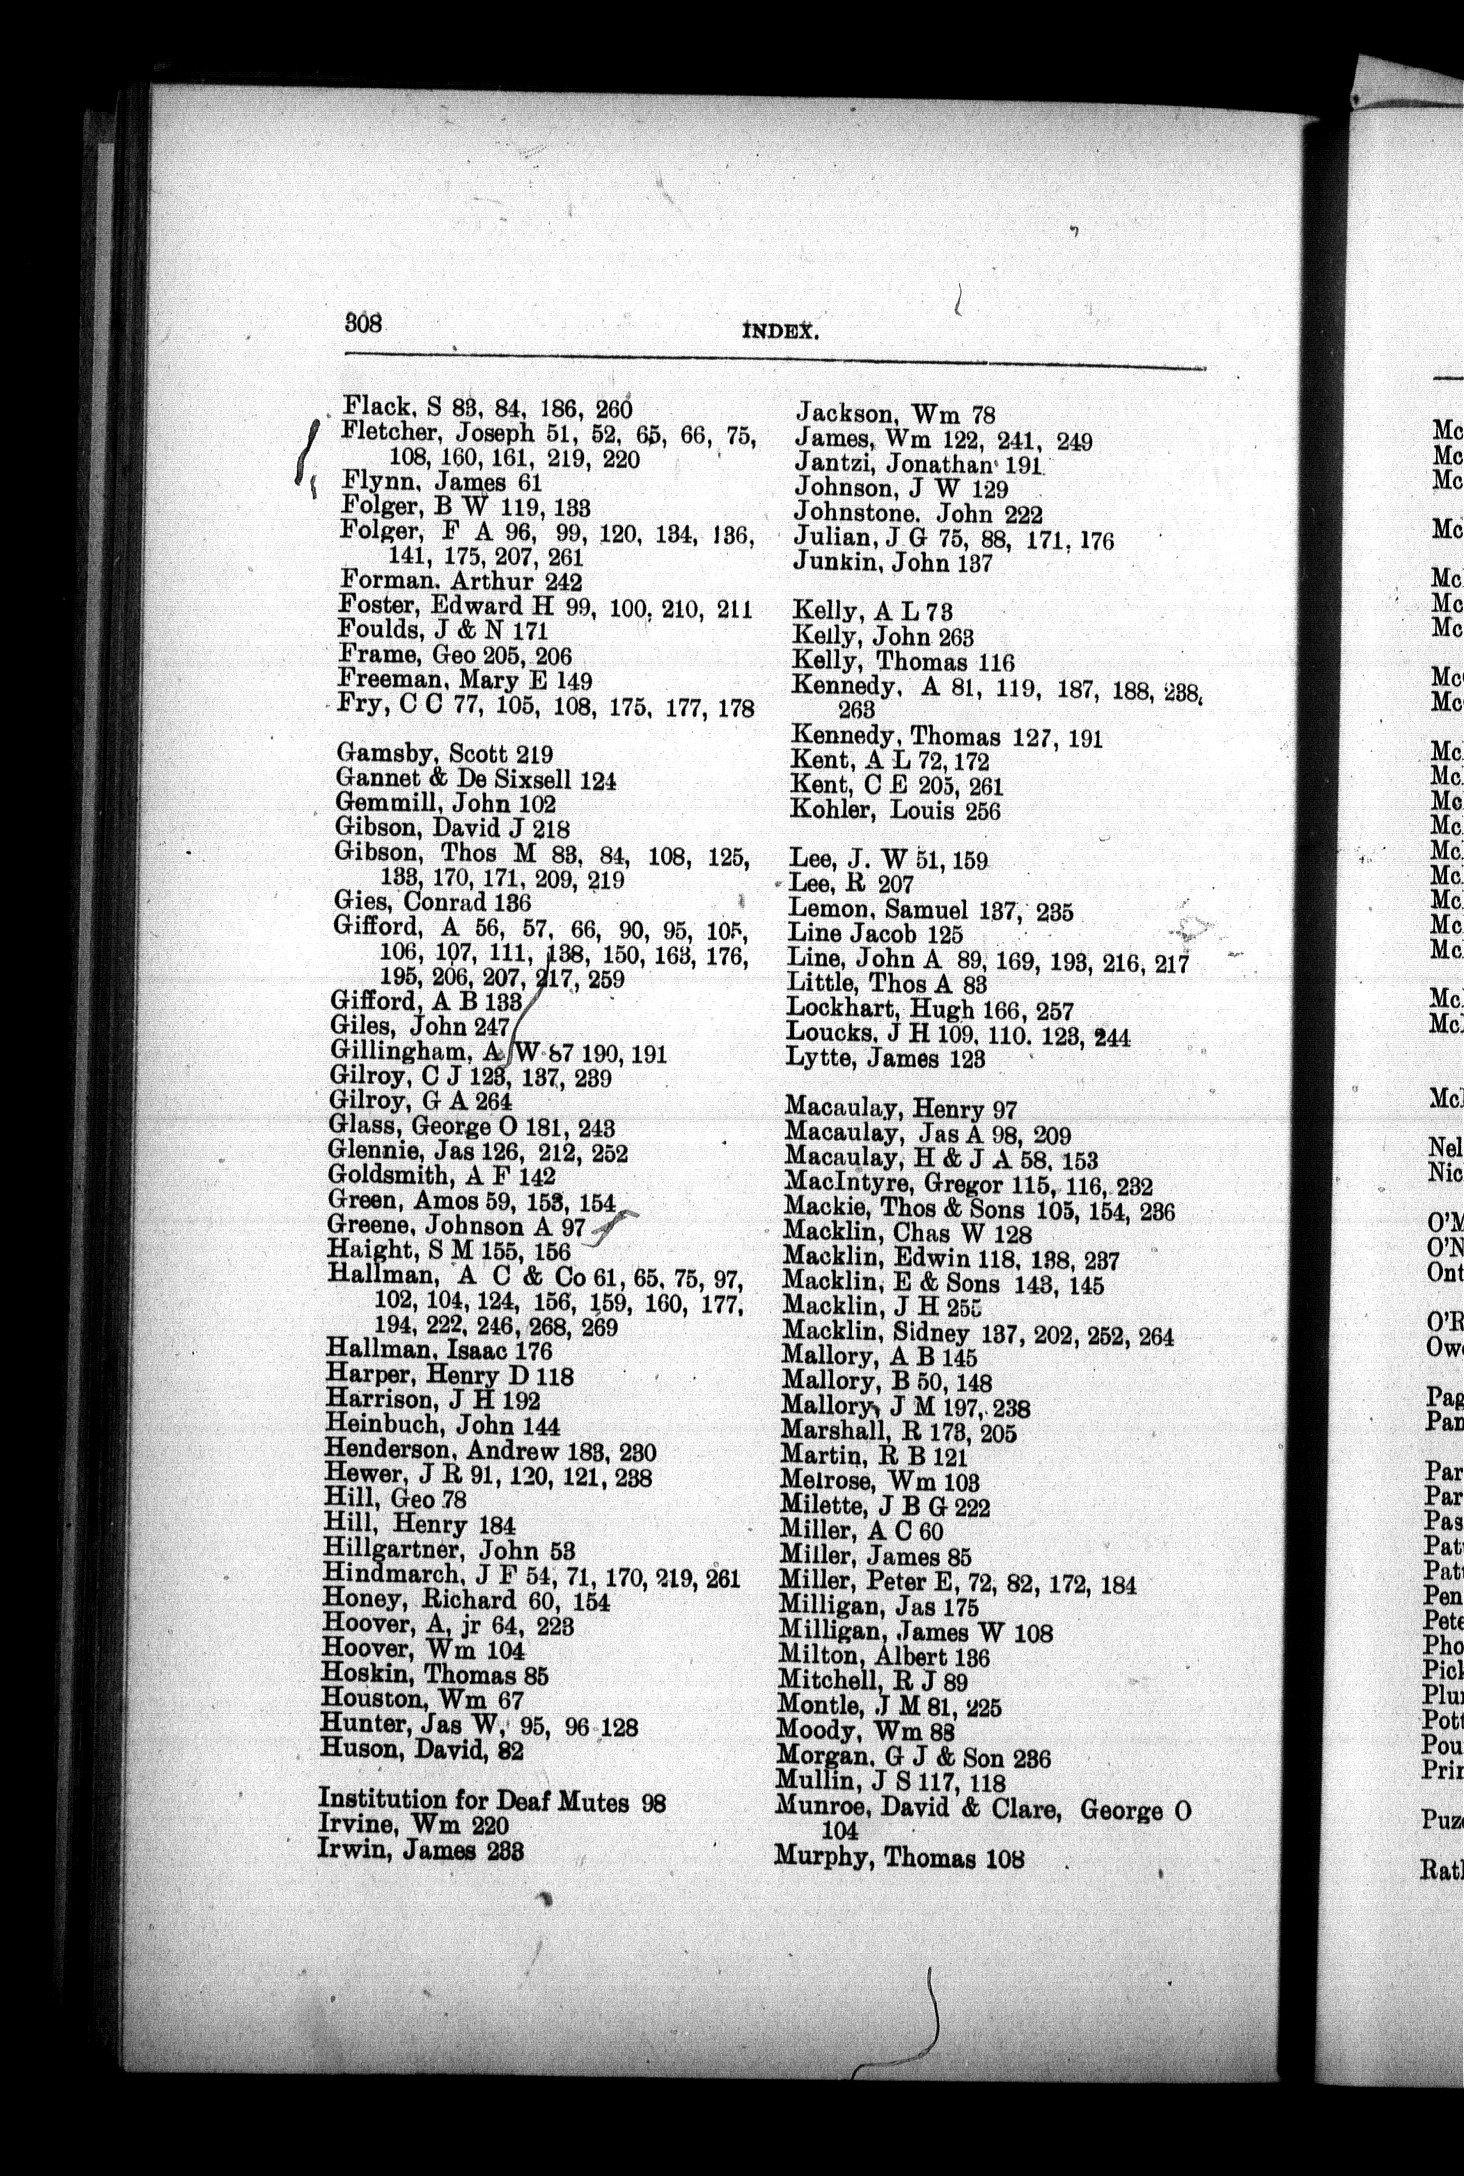 308
INDEX.
Flack, S 83, 84, 186, 260
Fletcher, Joseph 51, 52, 65, 66, 75,
108, 160, 161, 219, 220
Flynn, James 61
Folger, B W 119, 133
Folger, F A 96, 99, 120, 134, 136,
141, 175, 207, 261
Forman. Arthur 242
Foster, Edward H 99, 100, 210, 211
Foulds, J & N 171
Frame, Geo 205, 206
Freeman, Mary E 149
Fry, C C 77, 105, 108, 175, 177, 178
Gamsby, Scott 219
Gannet & De Sixsell 124
Gemmill, John 102
Gibson, David J 218
Gibson, Thos M 83, 84, 108, 125,
133, 170, 171, 209, 219
Gies, Conrad 136
Gifford, A 56, 57, 66, 90, 95, 105,
106, 107, 111, 138, 150, 163, 176,
195, 206, 207, 217, 259
Gifford, A B 133
Giles, John 247
Gillingham, A W 87 190, 191
Gilroy, C J 123, 137, 239
Gilroy, G A 264
Glass, George O 181, 243
Glennie, Jas 126, 212, 252
Goldsmith, A F 142
Green, Amos 59, 153, 154
Greene, Johnson A 97
Haight, S M 155, 156
Hallman, A C & Co 61, 65, 75, 97,
102, 104, 124, 156, 159, 160, 177,
194, 222, 246, 268, 269
Hallman, Isaac 176
Harper, Henry D 118
Harrison, J H 192
Heinbuch, John 144
Henderson, Andrew 183, 230
Hewer, J R 91, 120, 121, 238
Hill, Geo 78
Hill, Henry 184
Hillgartner, John 53
Hindmarch, J F 54, 71, 170, 219, 261
Honey, Richard 60, 154
Hoover, A, jr 64, 223
Hoover, Wm 104
Hoskin, Thomas 85
Houston, Wm 67
Hunter, Jas W, 95, 96 128
Huson, David, 82
Institution for Deaf Mutes 98
Irvine, Wm 220
Irwin, James 233
Jackson, Wm 78
James, Wm 122, 241, 249
Jantzi, Jonathan 191
Johnson, J W 129
Johnstone. John 222
Julian, J G 75, 88, 171, 176
Junkin, John 137
Kelly, A L 73
Kelly, John 263
Kelly, Thomas 116
Kennedy, A 81, 119, 187, 188, 238,
263
Kennedy, Thomas 127, 191
Kent, A L 72, 172
Kent, C E 205, 261
Kohler, Louis 256
Lee, J. W 51, 159
Lee, R 207
Lemon, Samuel 137, 235
Line Jacob 125
Line, John A 89, 169, 193, 216, 217
Little, Thos A 83
Lockhart, Hugh 166, 257
Loucks, J H 109, 110. 123, 244
Lytte, James 123
Macaulay, Henry 97
Macaulay, Jas A 98, 209
Macaulay, H & J A 58, 153
MacIntyre, Gregor 115, 116, 232
Mackie, Thos & Sons 105, 154, 236
Macklin, Chas W 128
Macklin, Edwin 118, 138, 237
Macklin, E & Sons 143, 145
Macklin, J H 255
Macklin, Sidney 137, 202, 252, 264
Mallory, A B 145
Mallory, B 50, 148
Mallory, J M 197, 238
Marshall, R 173, 205
Martin, R B 121
Melrose, Wm 103
Milette, J B G 222
Miller, A C 60
Miller, James 85
Miller, Peter E, 72, 82, 172, 184
Milligan, Jas 175
Milligan, James W 108
Milton, Albert 136
Mitchell, R J 89
Montle, J M 81, 225
Moody, Wm 83
Morgan, G J & Son 236
Mullin, J S 117, 118
Munroe, David & Clare, George O
104
Murphy, Thomas 108